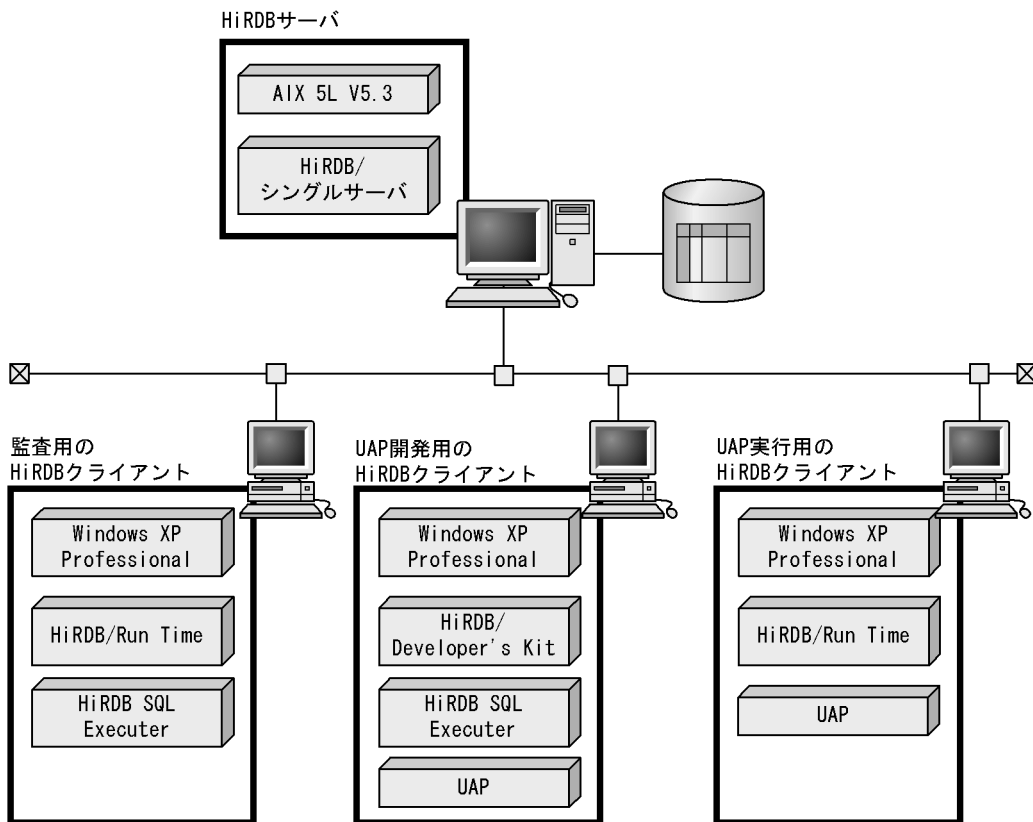 HiRDBサーバ
AIX 5L V5.3
HiRDB/
シングルサーバ
監査用の
HiRDBクライアント
Windows XP
Professional
HiRDB/Run Time
HiRDB SQL
Executer
UAP開発用の
HiRDBクライアント
Windows XP
Professional
HiRDB/
Developer's Kit
HiRDB SQL
Executer
UAP
UAP実行用の
HiRDBクライアント
Windows XP
Professional
HiRDB/Run Time
UAP